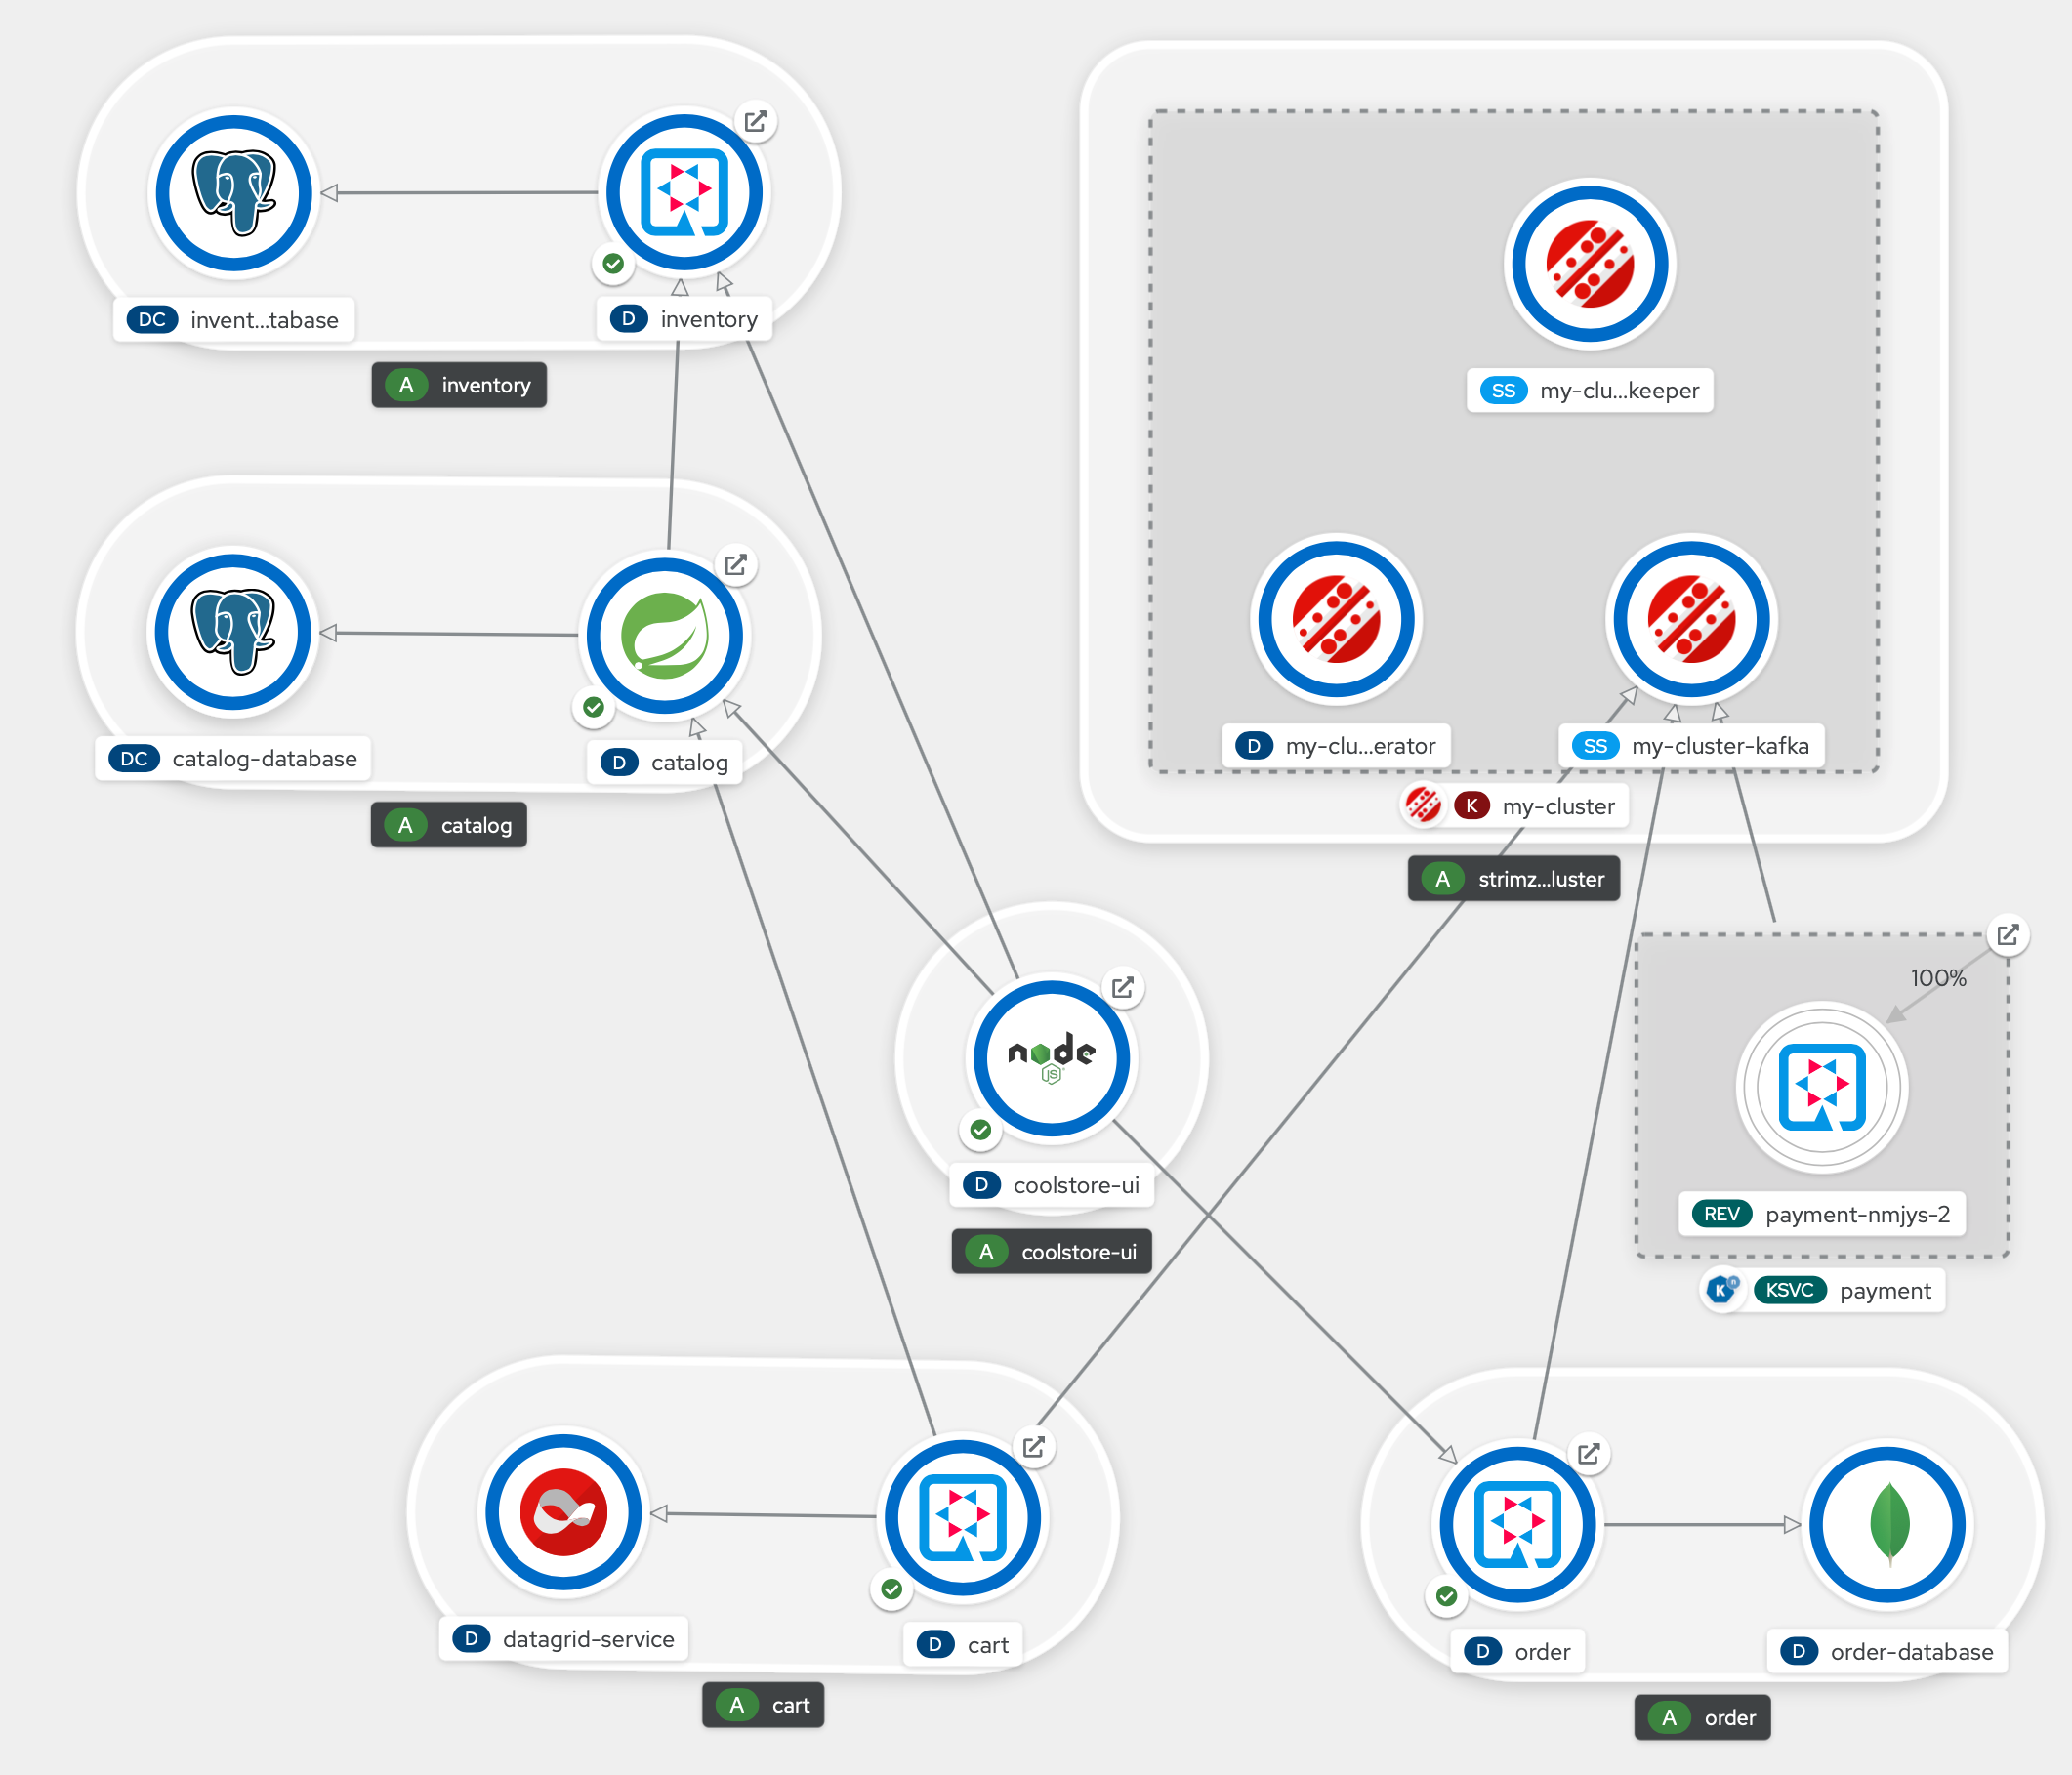 DC invent...tabase
D inventory
A inventory
DC catalog-database
D catalog
A catalog
SS my-clu...keeper
D my-clu...erator
SS my-cluster-kafka
K my-cluster
A strimz...luster
node
JS
D coolstore-ui
A coolstore-ui
100%
REV payment-nmjys-2
K n KSVC payment
D datagrid-service
D cart
A cart
D order
D order-database
A order